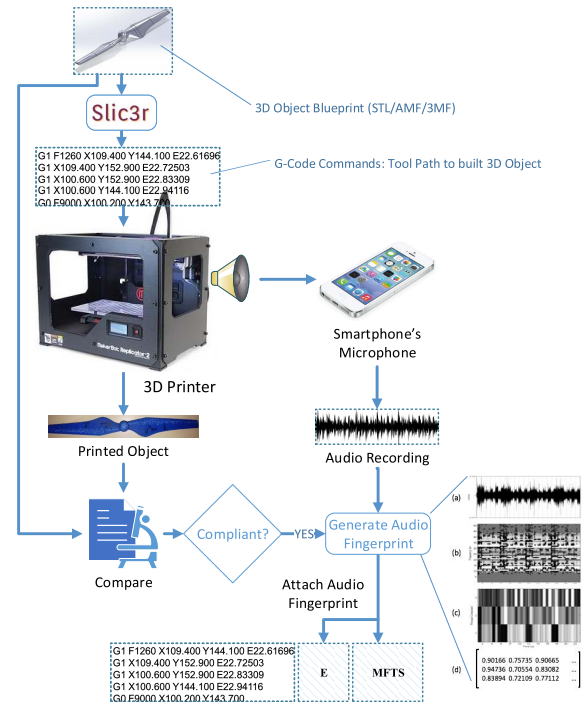 3D Object Blueprint (STL/AMF/3MF)
Slic3r
G1 F1260 X109.400 Y144.100 E22.61696
G1 X109.400 Y152.900 E22.72503
G1 X100.600 Y152.900 E22.83309
G1 X100.600 Y144.100 E22.94116
G0 F9000 X100.200 Y143.700
G-Code Commands: Tool Path to built 3D Object
MakerBot Replicator 2
3D Printer
Smartphone's
Microphone
Printed Object
Audio Recording
Compare
Compliant?
YES
Generate Audio
Fingerprint
Attach Audio
Fingerprint
(a)
(b)
(c)
(d)
0.90166 0.75735 0.90665 ...
0.94736 0.70554 0.83082 ...
0.83894 0.72109 0.77112 ...
G1 F1260 X109.400 Y144.100 E22.61696
G1 X109.400 Y152.900 E22.72503
G1 X100.600 Y152.900 E22.83309
G1 X100.600 Y144.100 E22.94116
G0 F9000 X100.200 Y143.700
E
MFTS